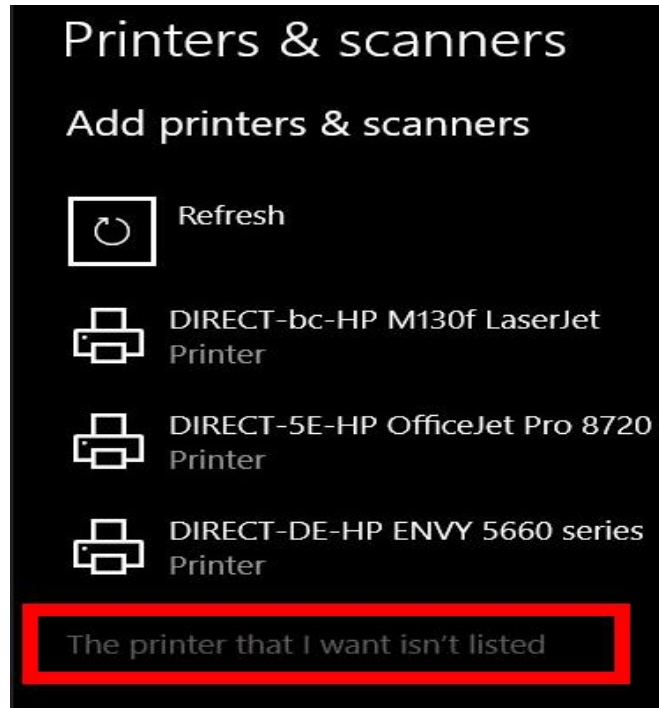 Printers & scanners
Add printers & scanners
Refresh
DIRECT-bc-HP M130f LaserJet
Printer
DIRECT-5E-HP OfficeJet Pro 8720
Printer
DIRECT-DE-HP ENVY 5660 series
Printer
The printer that I want isn’t listed